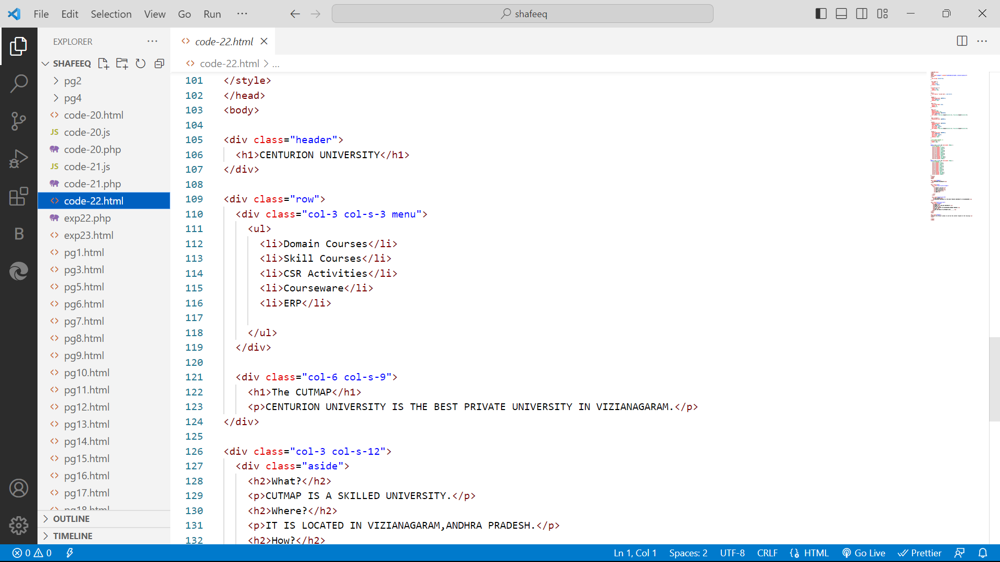 File Edit Selection View Go Run ···
shafeeq
EXPLORER
SHAFEEQ
pg2
pg4
code-20.html
JS code-20.js
code-20.php
JS code-21.js
code-21.php
code-22.html
exp22.php
exp23.html
pg1.html
pg3.html
pg5.html
pg6.html
pg7.html
pg8.html
pg9.html
pg10.html
pg11.html
pg12.html
pg13.html
pg14.html
pg15.html
pg16.html
pg17.html
pg18.html
OUTLINE
TIMELINE
B
<> code-22.html
<> code-22.html > ...
101 </style>
102 </head>
103 <body>
104
105 <div class="header">
106 <h1>CENTURION UNIVERSITY</h1>
107 </div>
108
109 <div class="row">
110 <div class="col-3 col-s-3 menu">
111 <ul>
112 <li>Domain Courses</li>
113 <li>Skill Courses</li>
114 <li>CSR Activities</li>
115 <li>Courseware</li>
116 <li>ERP</li>
117
118 </ul>
119 </div>
120
121 <div class="col-6 col-s-9">
122 <h1>The CUTMAP</h1>
123 <p>CENTURION UNIVERSITY IS THE BEST PRIVATE UNIVERSITY IN VIZIANAGARAM.</p>
124 </div>
125
126 <div class="col-3 col-s-12">
127 <div class="aside">
128 <h2>What?</h2>
129 <p>CUTMAP IS A SKILLED UNIVERSITY.</p>
130 <h2>Where?</h2>
131 <p>IT IS LOCATED IN VIZIANAGARAM,ANDHRA PRADESH.</p>
132 <h2>How?</h2>
0 0
Ln 1, Col 1 Spaces: 2 UTF-8 CRLF HTML Go Live Prettier